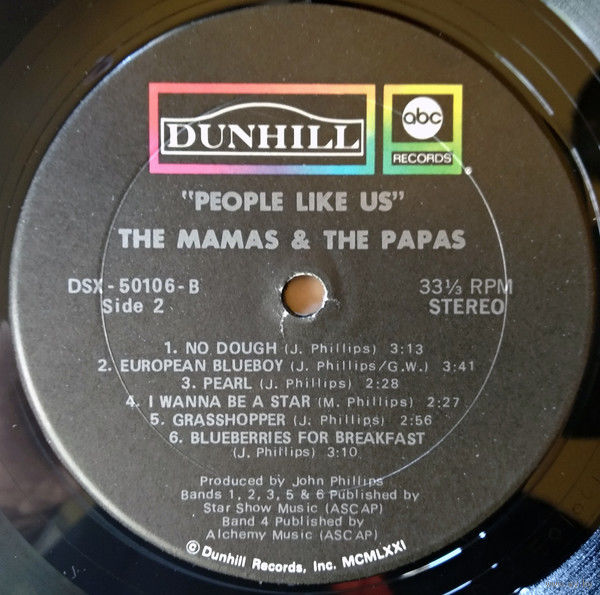 DUNHILL
abc
RECORDS
"PEOPLE LIKE US"
THE MAMAS & THE PAPAS
DSX-50106-B
Side 2
33⅓ RPM
STEREO
1. NO DOUGH (J. Phillips) 3:13
2. EUROPEAN BLUEBOY (J. Phillips/G.W.) 3:41
3. PEARL (J. Phillips) 2:28
4. I WANNA BE A STAR (M. Phillips) 2:27
5. GRASSHOPPER (J. Phillips) 2:56
6. BLUEBERRIES FOR BREAKFAST
(J. Phillips) 3:10
Produced by John Phillips
Bands 1, 2, 3, 5 & 6 Published by
Star Show Music (ASCAP)
Band 4 Published by
Alchemy Music (ASCAP)
©Dunhill Records, Inc. MCMLXXI